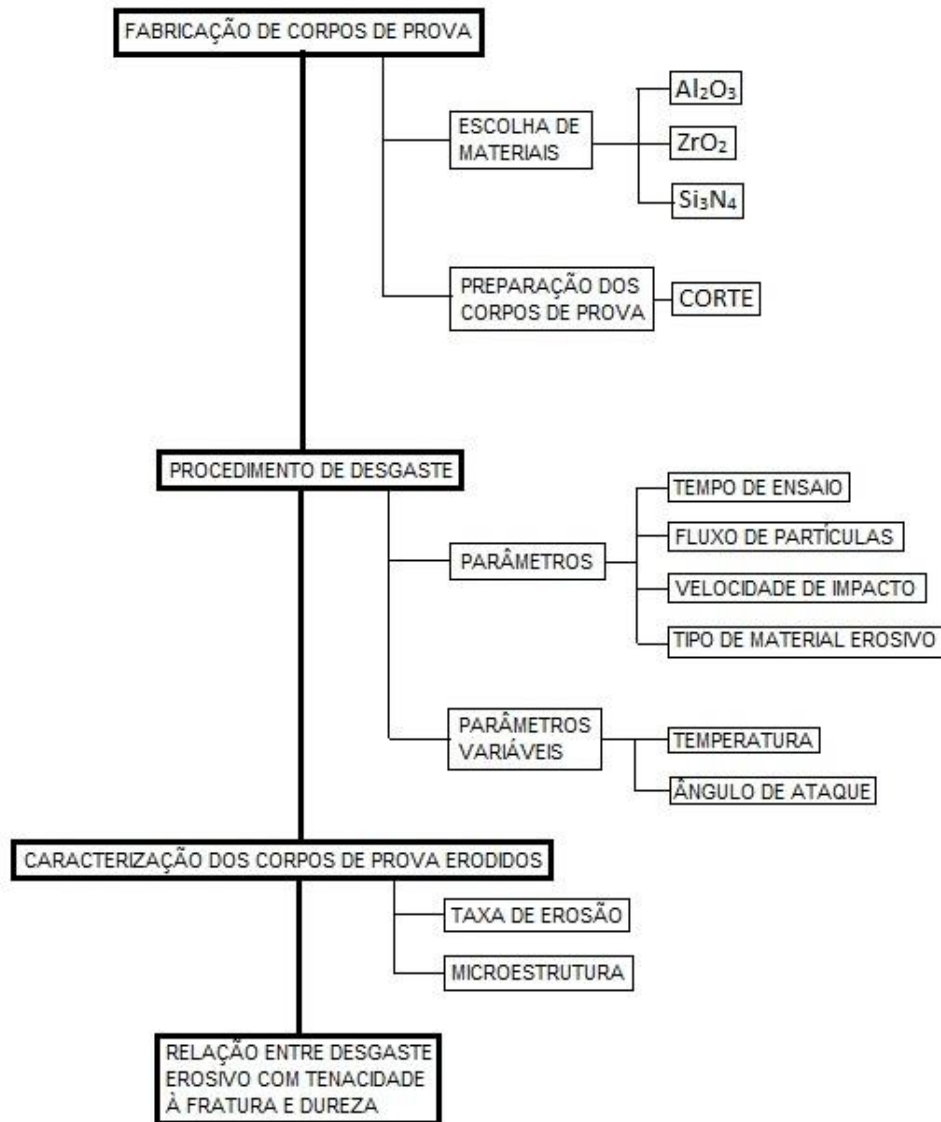 FABRICAÇÃO DE CORPOS DE PROVA
ESCOLHA DE
MATERIAIS
Al₂O₃
ZrO₂
Si₃N₄
PREPARAÇÃO DOS
CORPOS DE PROVA
CORTE
PROCEDIMENTO DE DESGASTE
PARÂMETROS
TEMPO DE ENSAIO
FLUXO DE PARTÍCULAS
VELOCIDADE DE IMPACTO
TIPO DE MATERIAL EROSIVO
PARÂMETROS
VARIÁVEIS
TEMPERATURA
ÂNGULO DE ATAQUE
CARACTERIZAÇÃO DOS CORPOS DE PROVA ERODIDOS
TAXA DE EROSÃO
MICROESTRUTURA
RELAÇÃO ENTRE DESGASTE
EROSIVO COM TENACIDADE
À FRATURA E DUREZA